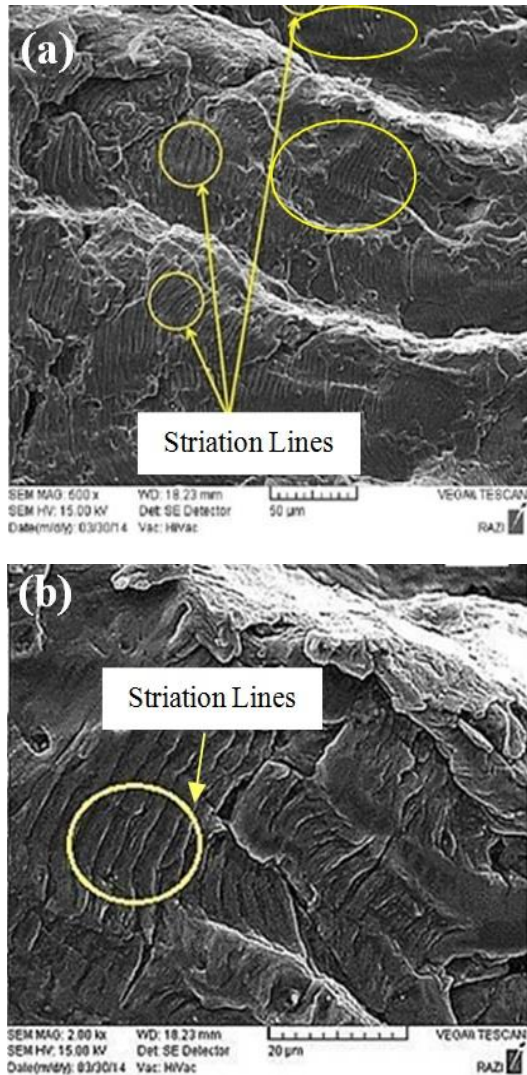 (a)
Striation Lines
SEM MAG: 600 x WD: 18.23 mm VEGA\\ TESCAN
SEM HV: 15.00 kV Det: SE Detector 50 µm
Date(m/d/y): 03/30/14 Vac: HiVac RAZI
(b)
Striation Lines
SEM MAG: 2.00 kx WD: 18.23 mm VEGA\\ TESCAN
SEM HV: 15.00 kV Det: SE Detector 20 µm
Date(m/d/y): 03/30/14 Vac: HiVac RAZI